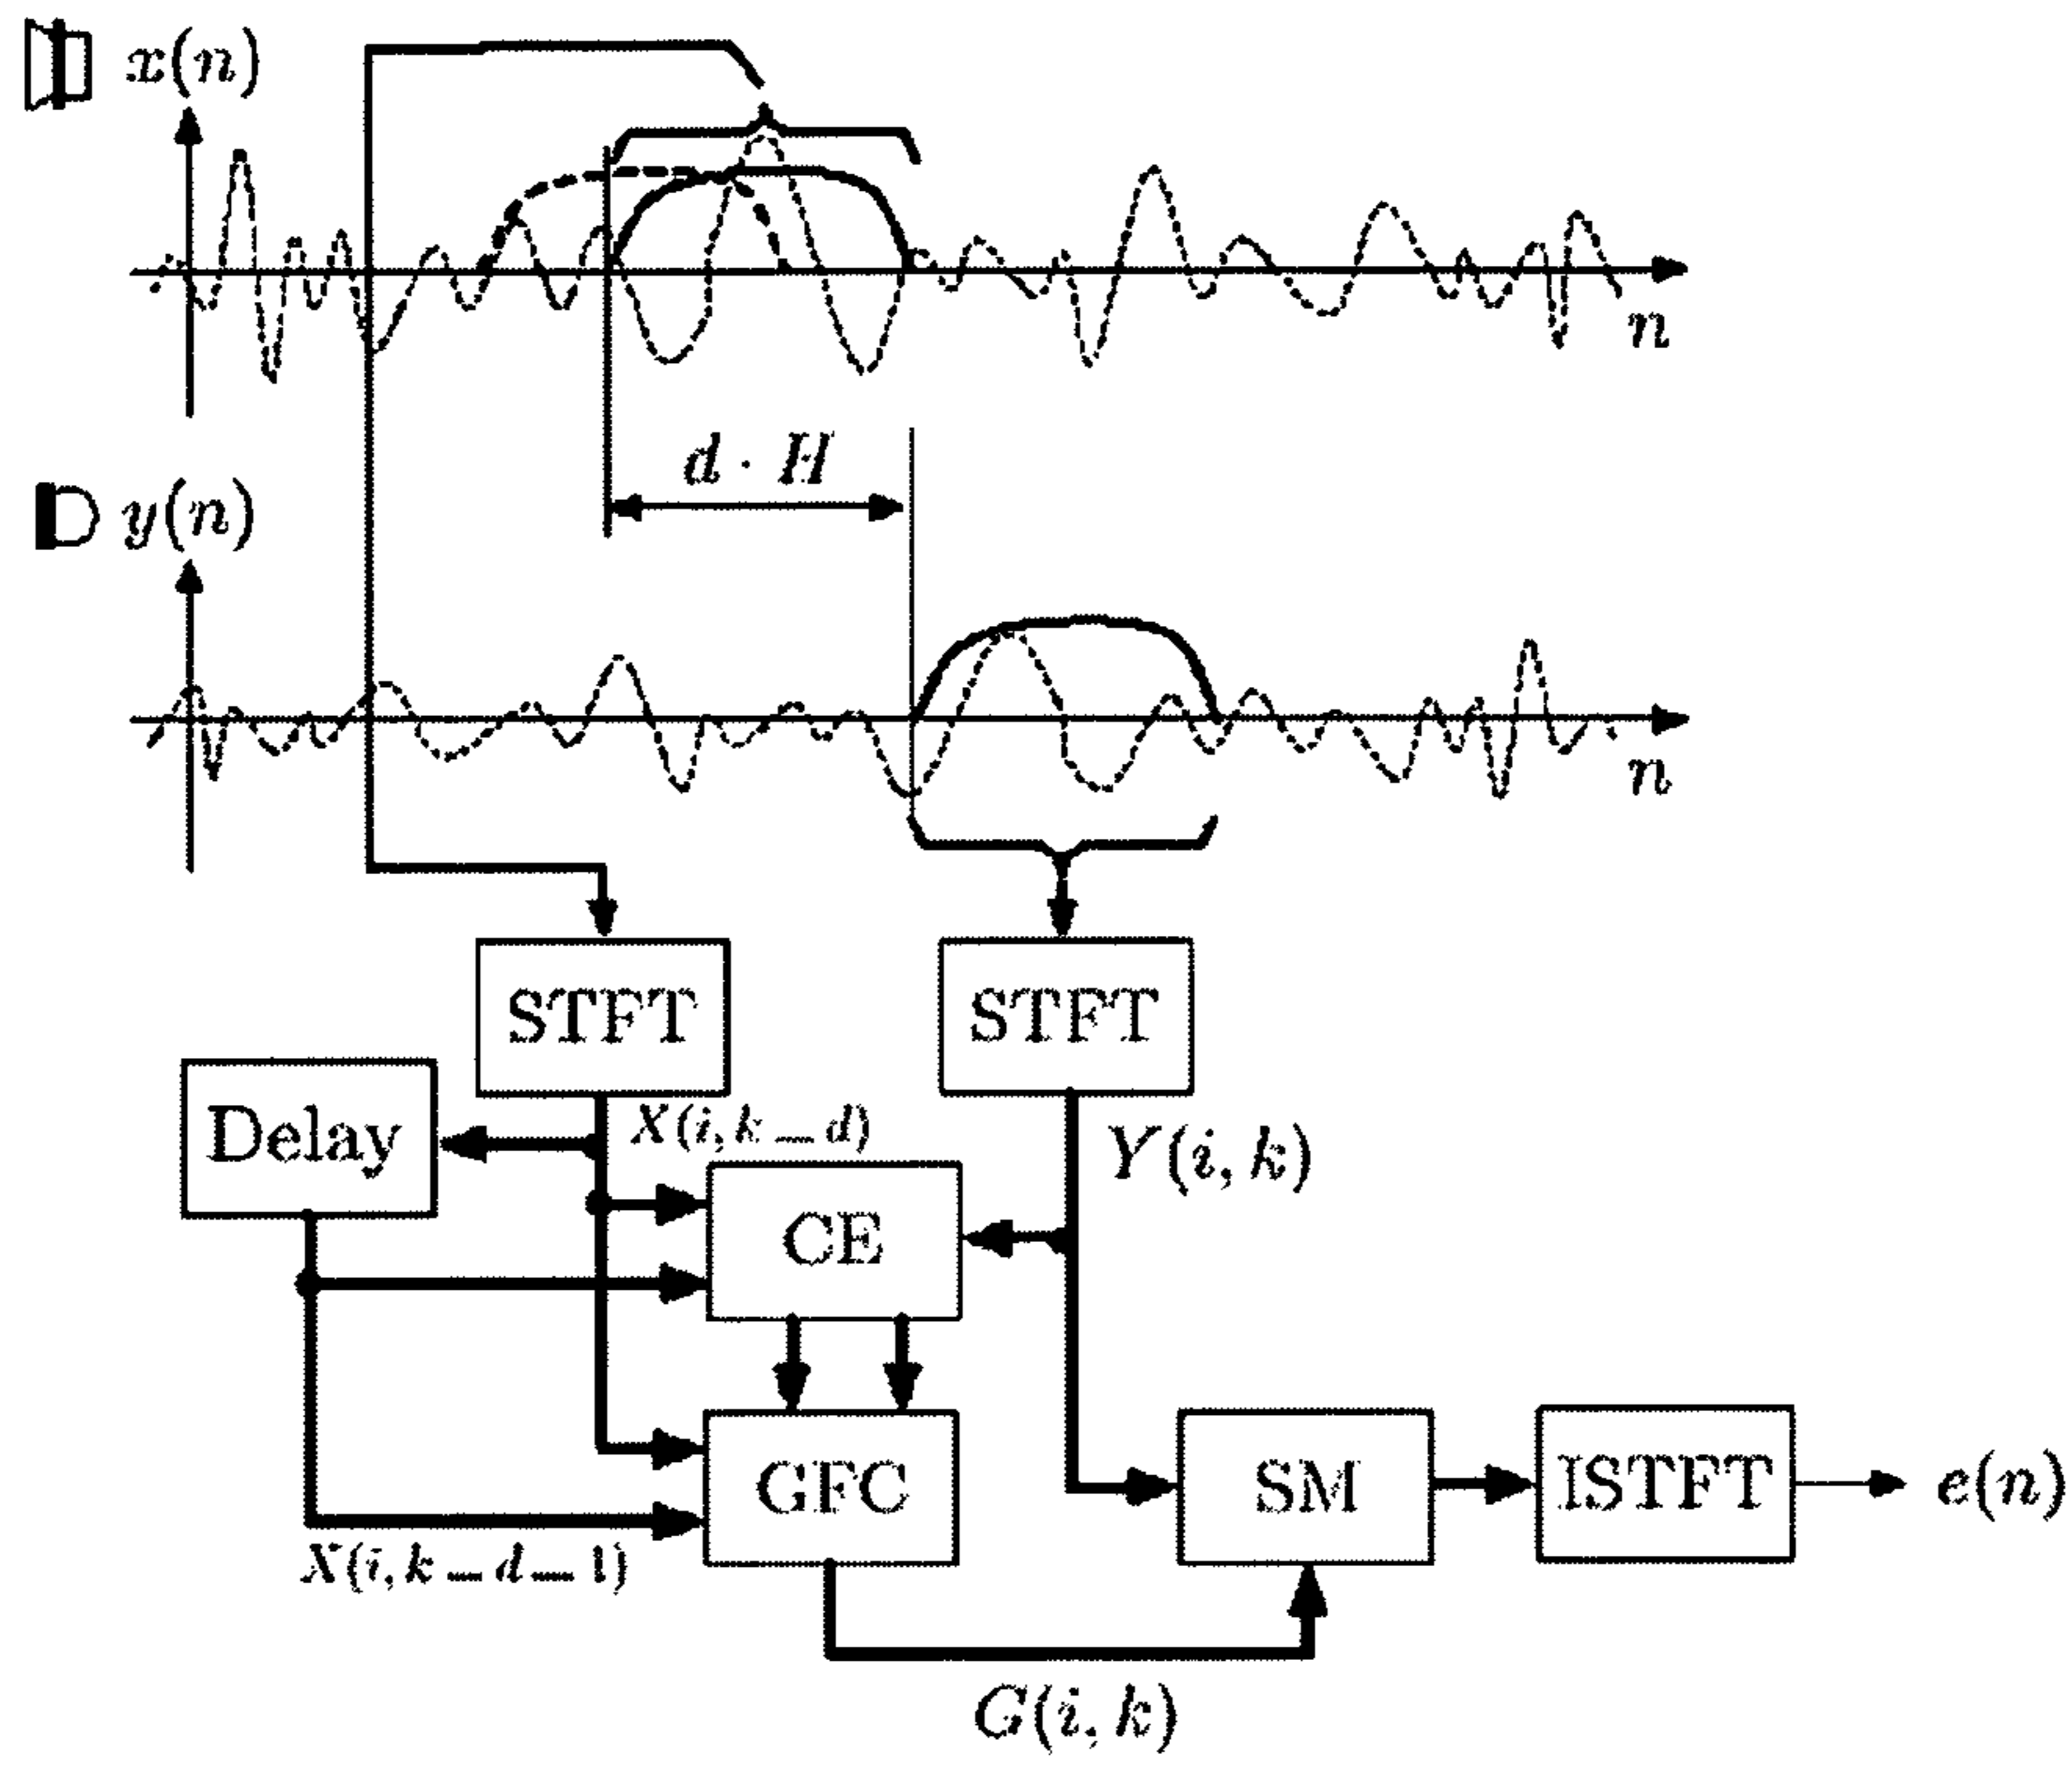 x(n)
n
d · H
y(n)
n
STFT
STFT
Delay
X(i, k − d)
Y(i, k)
CE
GFC
SM
ISTFT
e(n)
X(i, k − d − 1)
G(i, k)